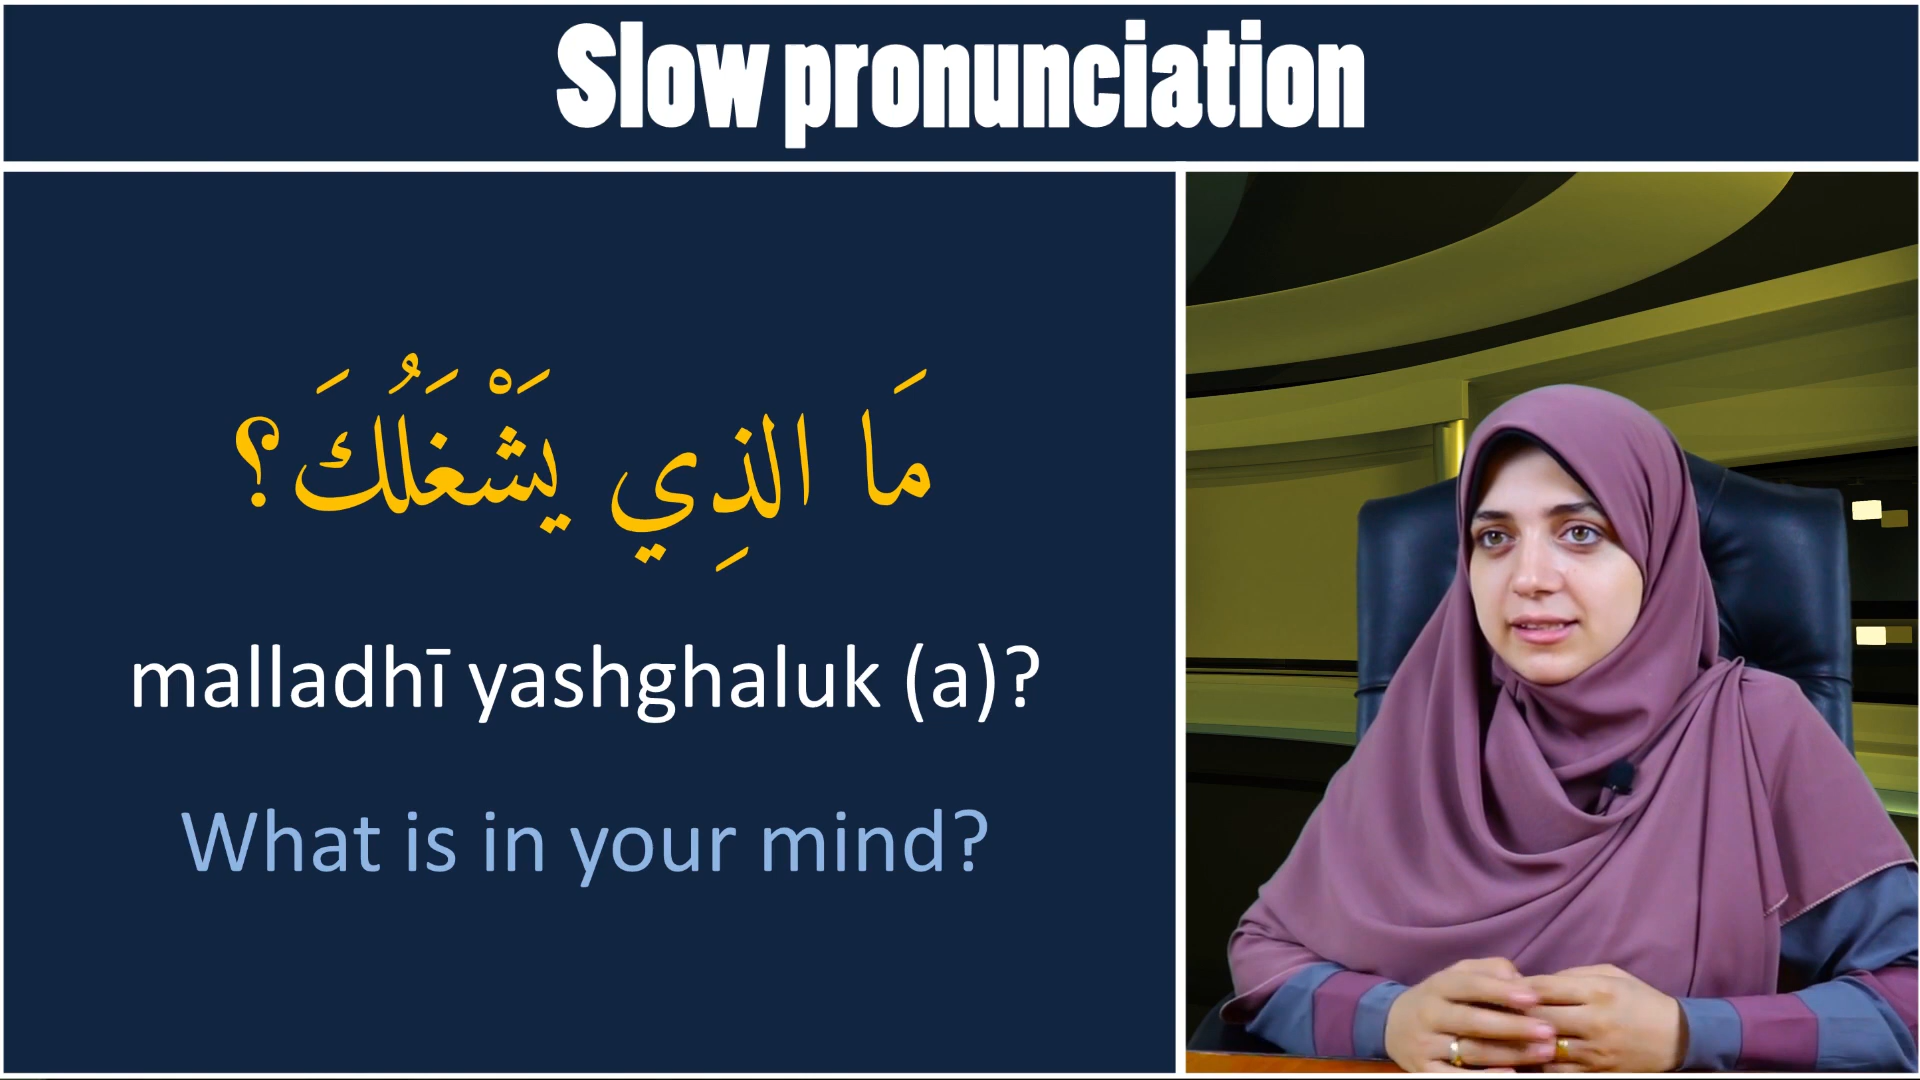 Slow pronunciation
مَا الذِي يَشْغَلُكَ؟
malladhī yashghaluk (a)?
What is in your mind?